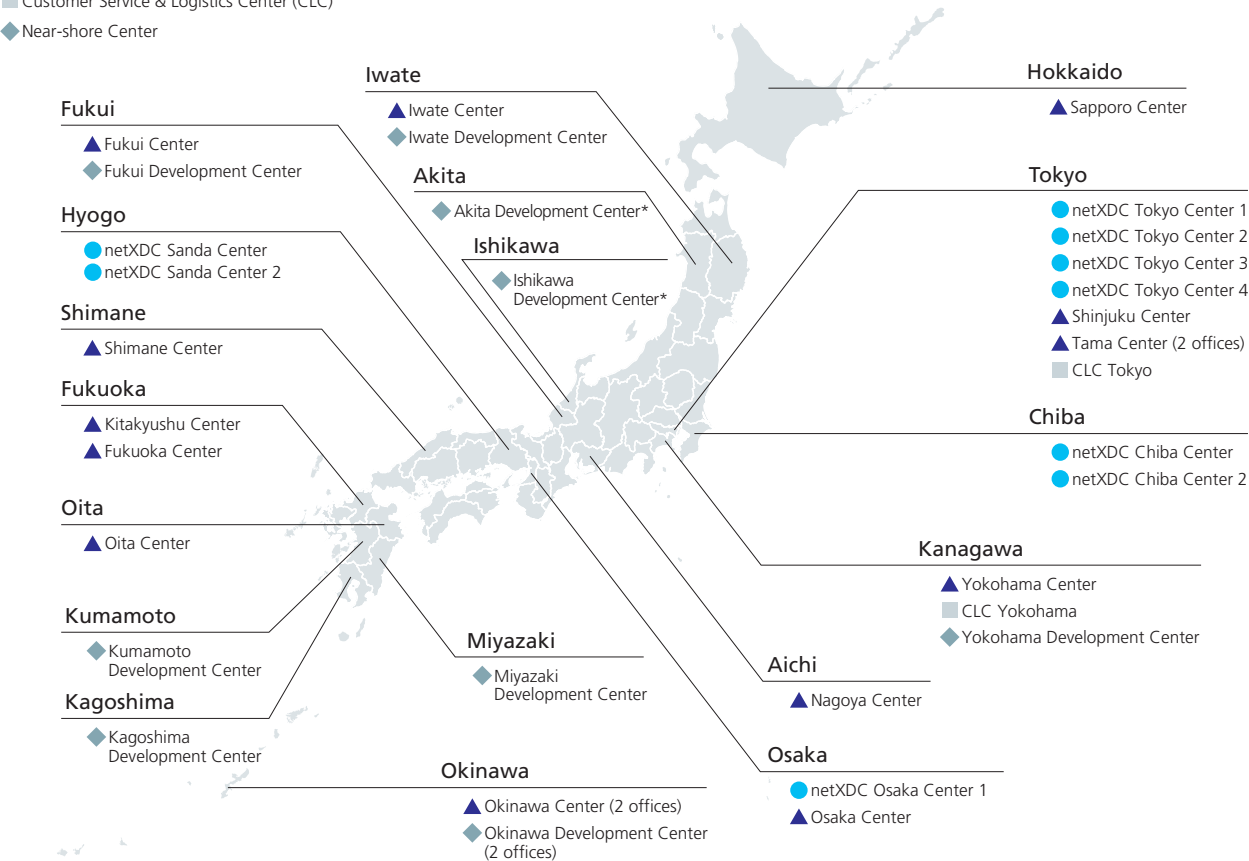 Customer Service & Logistics Center (CLC)
Near-shore Center
Iwate
Iwate Center
Iwate Development Center
Hokkaido
Sapporo Center
Fukui
Fukui Center
Fukui Development Center
Akita
Akita Development Center*
Tokyo
netXDC Tokyo Center 1
netXDC Tokyo Center 2
netXDC Tokyo Center 3
netXDC Tokyo Center 4
Shinjuku Center
Tama Center (2 offices)
CLC Tokyo
Hyogo
netXDC Sanda Center
netXDC Sanda Center 2
Ishikawa
Ishikawa
Development Center*
Shimane
Shimane Center
Fukuoka
Kitakyushu Center
Fukuoka Center
Chiba
netXDC Chiba Center
netXDC Chiba Center 2
Oita
Oita Center
Kanagawa
Yokohama Center
CLC Yokohama
Yokohama Development Center
Kumamoto
Kumamoto
Development Center
Miyazaki
Miyazaki
Development Center
Aichi
Nagoya Center
Kagoshima
Kagoshima
Development Center
Osaka
netXDC Osaka Center 1
Osaka Center
Okinawa
Okinawa Center (2 offices)
Okinawa Development Center
(2 offices)